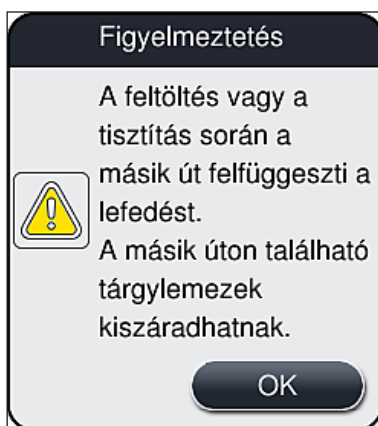 Figyelmeztetés
A feltöltés vagy a
tisztítás során a
másik út felfüggeszti a
lefedést.
A másik úton található
tárgylemezek
kiszáradhatnak.
OK